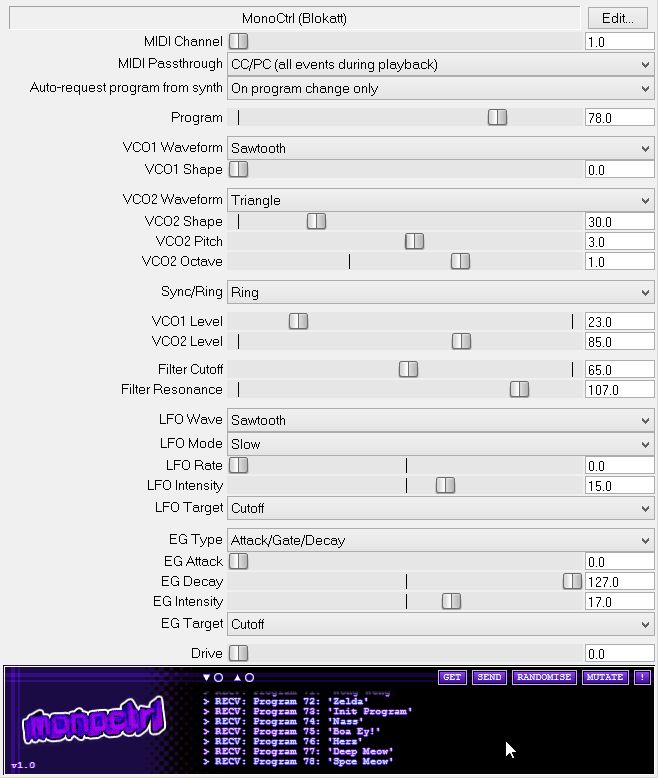 MonoCtrl (Blokatt)
Edit...
MIDI Channel 1.0
MIDI Passthrough CC/PC (all events during playback)
Auto-request program from synth On program change only
Program 78.0
VCO1 Waveform Sawtooth
VCO1 Shape 0.0
VCO2 Waveform Triangle
VCO2 Shape 30.0
VCO2 Pitch 3.0
VCO2 Octave 1.0
Sync/Ring Ring
VCO1 Level 23.0
VCO2 Level 85.0
Filter Cutoff 65.0
Filter Resonance 107.0
LFO Wave Sawtooth
LFO Mode Slow
LFO Rate 0.0
LFO Intensity 15.0
LFO Target Cutoff
EG Type Attack/Gate/Decay
EG Attack 0.0
EG Decay 127.0
EG Intensity 17.0
EG Target Cutoff
Drive 0.0
GET SEND RANDOMISE MUTATE !
> RECV: Program 71: 'Wong Wong'
> RECV: Program 72: 'Zelda'
> RECV: Program 73: 'Init Program'
> RECV: Program 74: 'Nass'
> RECV: Program 75: 'Boa Ey!'
> RECV: Program 76: 'Herz'
> RECV: Program 77: 'Deep Meow'
> RECV: Program 78: 'Spce Meow'
monoctrl
v1.0